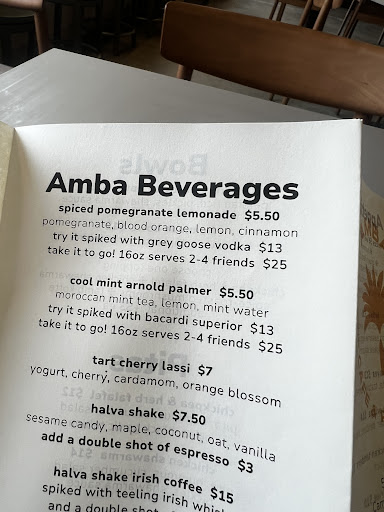 Amba Beverages
spiced pomegranate lemonade $5.50
pomegranate, blood orange, lemon, cinnamon
try it spiked with grey goose vodka $13
take it to go! 16oz serves 2-4 friends $25
cool mint arnold palmer $5.50
moroccan mint tea, lemon, mint water
try it spiked with bacardi superior $13
take it to go! 16oz serves 2-4 friends $25
tart cherry lassi $7
yogurt, cherry, cardamom, orange blossom
halva shake $7.50
sesame candy, maple, coconut, oat, vanilla
add a double shot of espresso $3
halva shake irish coffee $15
spiked with teeling irish whis
and a double shot